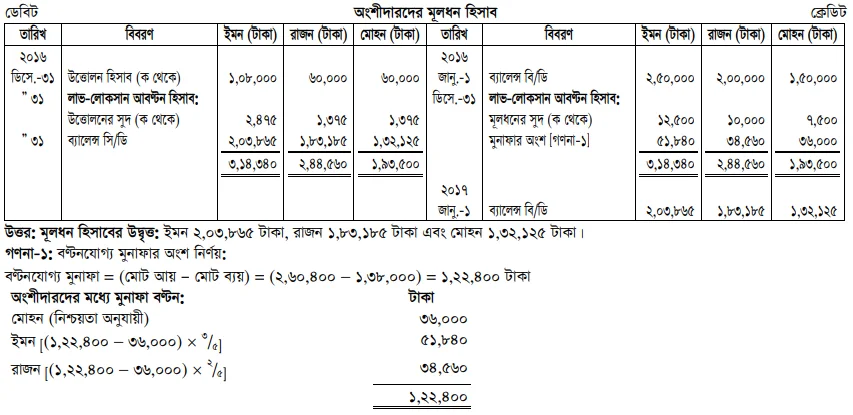 ডেবিট অংশীদারদের মূলধন হিসাব ক্রেডিট
তারিখ বিবরণ ইমন (টাকা) রাজন (টাকা) মোহন (টাকা) তারিখ বিবরণ ইমন (টাকা) রাজন (টাকা) মোহন (টাকা)
২০১৬ ২০১৬
ডিসে.-৩১ উত্তোলন হিসাব (ক থেকে) ১,০৮,০০০ ৬০,০০০ ৬০,০০০ জানু.-১ ব্যালেন্স বি/ডি ২,৫০,০০০ ২,০০,০০০ ১,৫০,০০০
" ৩১ লাভ-লোকসান আবণ্টন হিসাব: ডিসে.-৩১ লাভ-লোকসান আবণ্টন হিসাব:
উত্তোলনের সুদ (ক থেকে) ২,৪৭৫ ১,৩৭৫ ১,৩৭৫ মূলধনের সুদ (ক থেকে) ১২,৫০০ ১০,০০০ ৭,৫০০
" ৩১ ব্যালেন্স সি/ডি ২,০৩,৮৬৫ ১,৮৩,১৮৫ ১,৩২,১২৫ মুনাফার অংশ [গণনা-১] ৫১,৮৪০ ৩৪,৫৬০ ৩৬,০০০
৩,১৪,৩৪০ ২,৪৪,৫৬০ ১,৯৩,৫০০ ৩,১৪,৩৪০ ২,৪৪,৫৬০ ১,৯৩,৫০০
২০১৭
জানু.-১ ব্যালেন্স বি/ডি ২,০৩,৮৬৫ ১,৮৩,১৮৫ ১,৩২,১২৫
উত্তর: মূলধন হিসাবের উদ্বৃত্ত: ইমন ২,০৩,৮৬৫ টাকা, রাজন ১,৮৩,১৮৫ টাকা এবং মোহন ১,৩২,১২৫ টাকা।
গণনা-১: বণ্টনযোগ্য মুনাফার অংশ নির্ণয়:
বণ্টনযোগ্য মুনাফা = (মোট আয় – মোট ব্যয়) = (২,৬০,৪০০ – ১,৩৮,০০০) = ১,২২,৪০০ টাকা
অংশীদারদের মধ্যে মুনাফা বণ্টন: টাকা
মোহন (নিশ্চয়তা অনুযায়ী) ৩৬,০০০
ইমন [(১,২২,৪০০ – ৩৬,০০০) × ৩/৫] ৫১,৮৪০
রাজন [(১,২২,৪০০ – ৩৬,০০০) × ২/৫] ৩৪,৫৬০
১,২২,৪০০